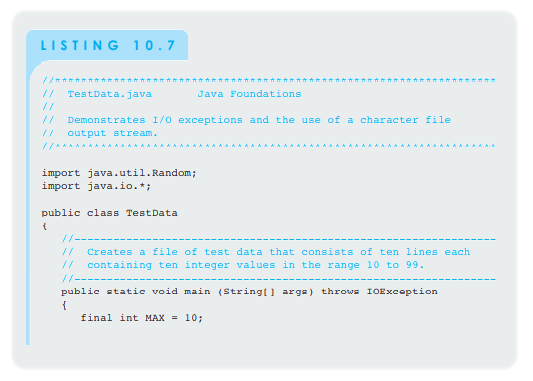 LISTING 10.7
//********************************************************************
//  TestData.java       Java Foundations
//
//  Demonstrates I/O exceptions and the use of a character file
//  output stream.
//********************************************************************
import java.util.Random;
import java.io.*;
public class TestData
{
   //-----------------------------------------------------------------
   //  Creates a file of test data that consists of ten lines each
   //  containing ten integer values in the range 10 to 99.
   //-----------------------------------------------------------------
   public static void main (String[] args) throws IOException
   {
      final int MAX = 10;